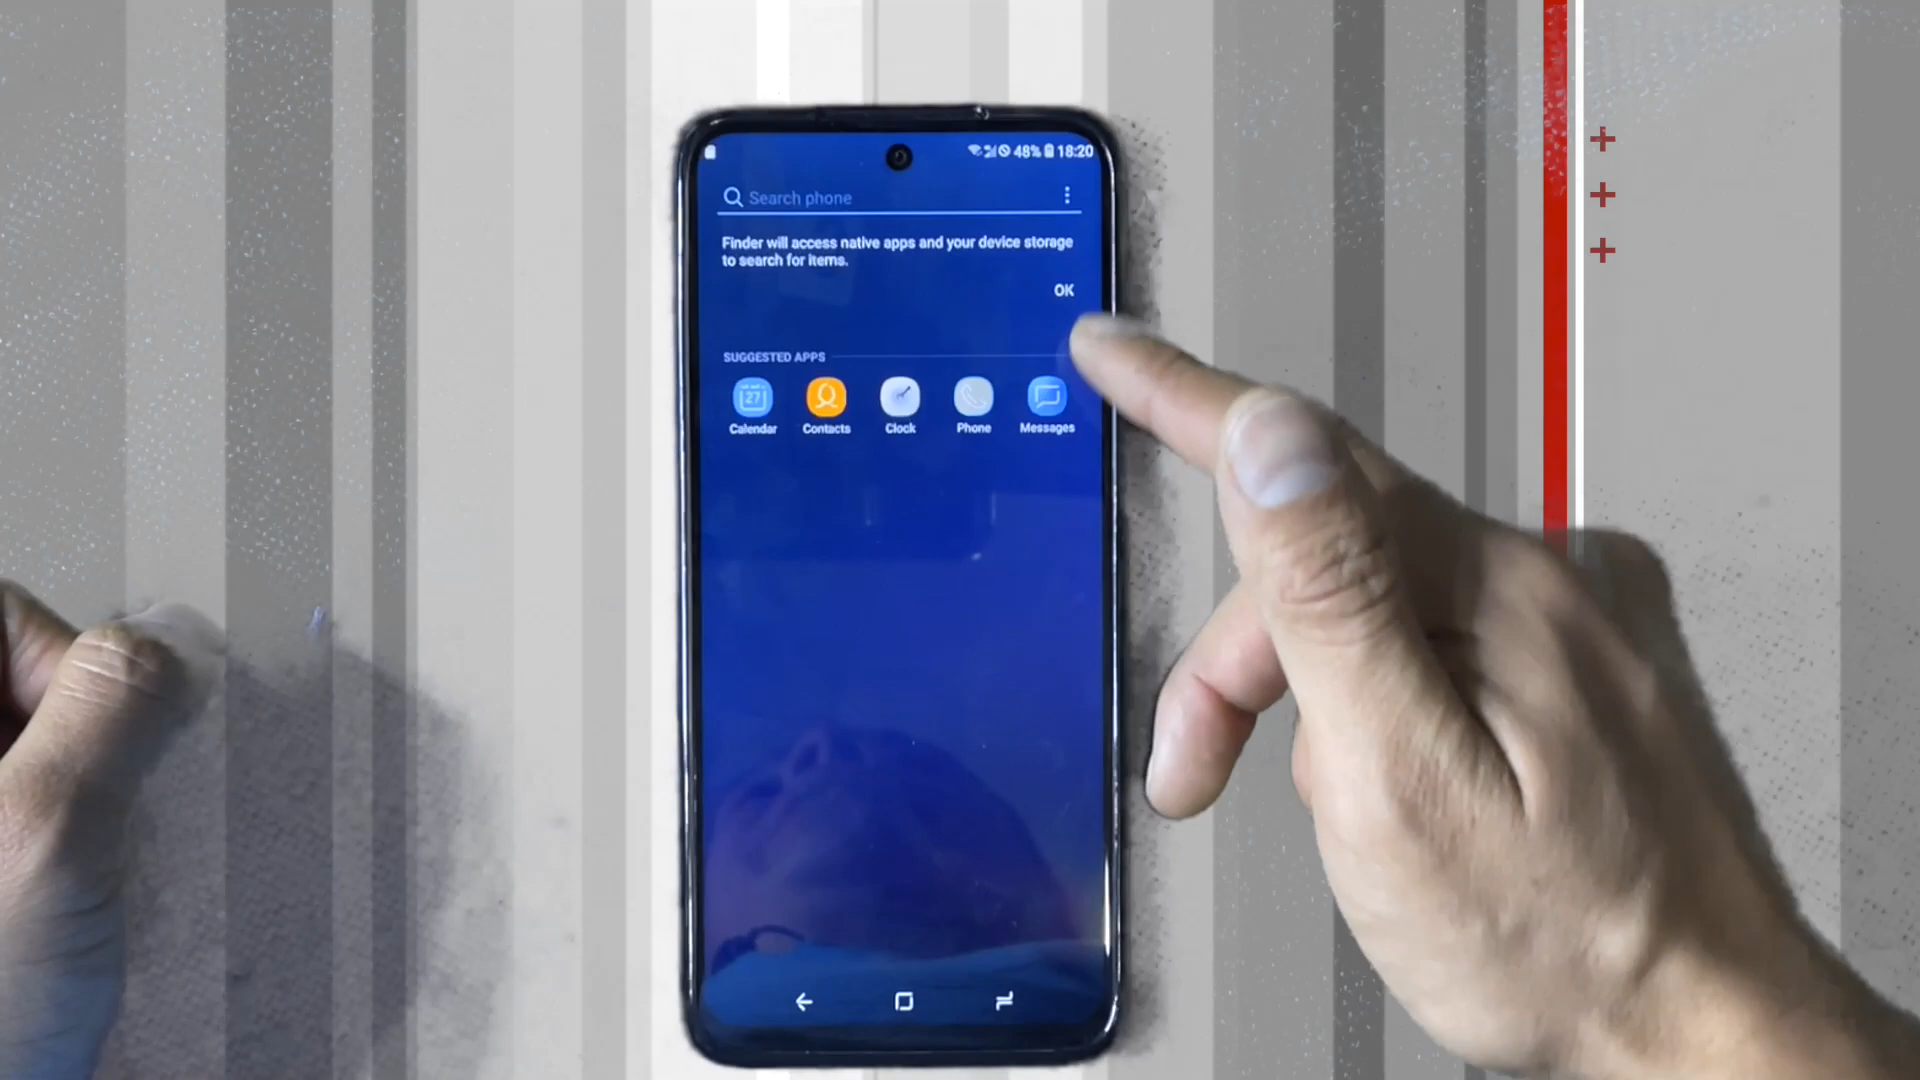 48% 18:20
Search phone
Finder will access native apps and your device storage
to search for items.
OK
SUGGESTED APPS
27
Calendar Contacts Clock Phone Messages